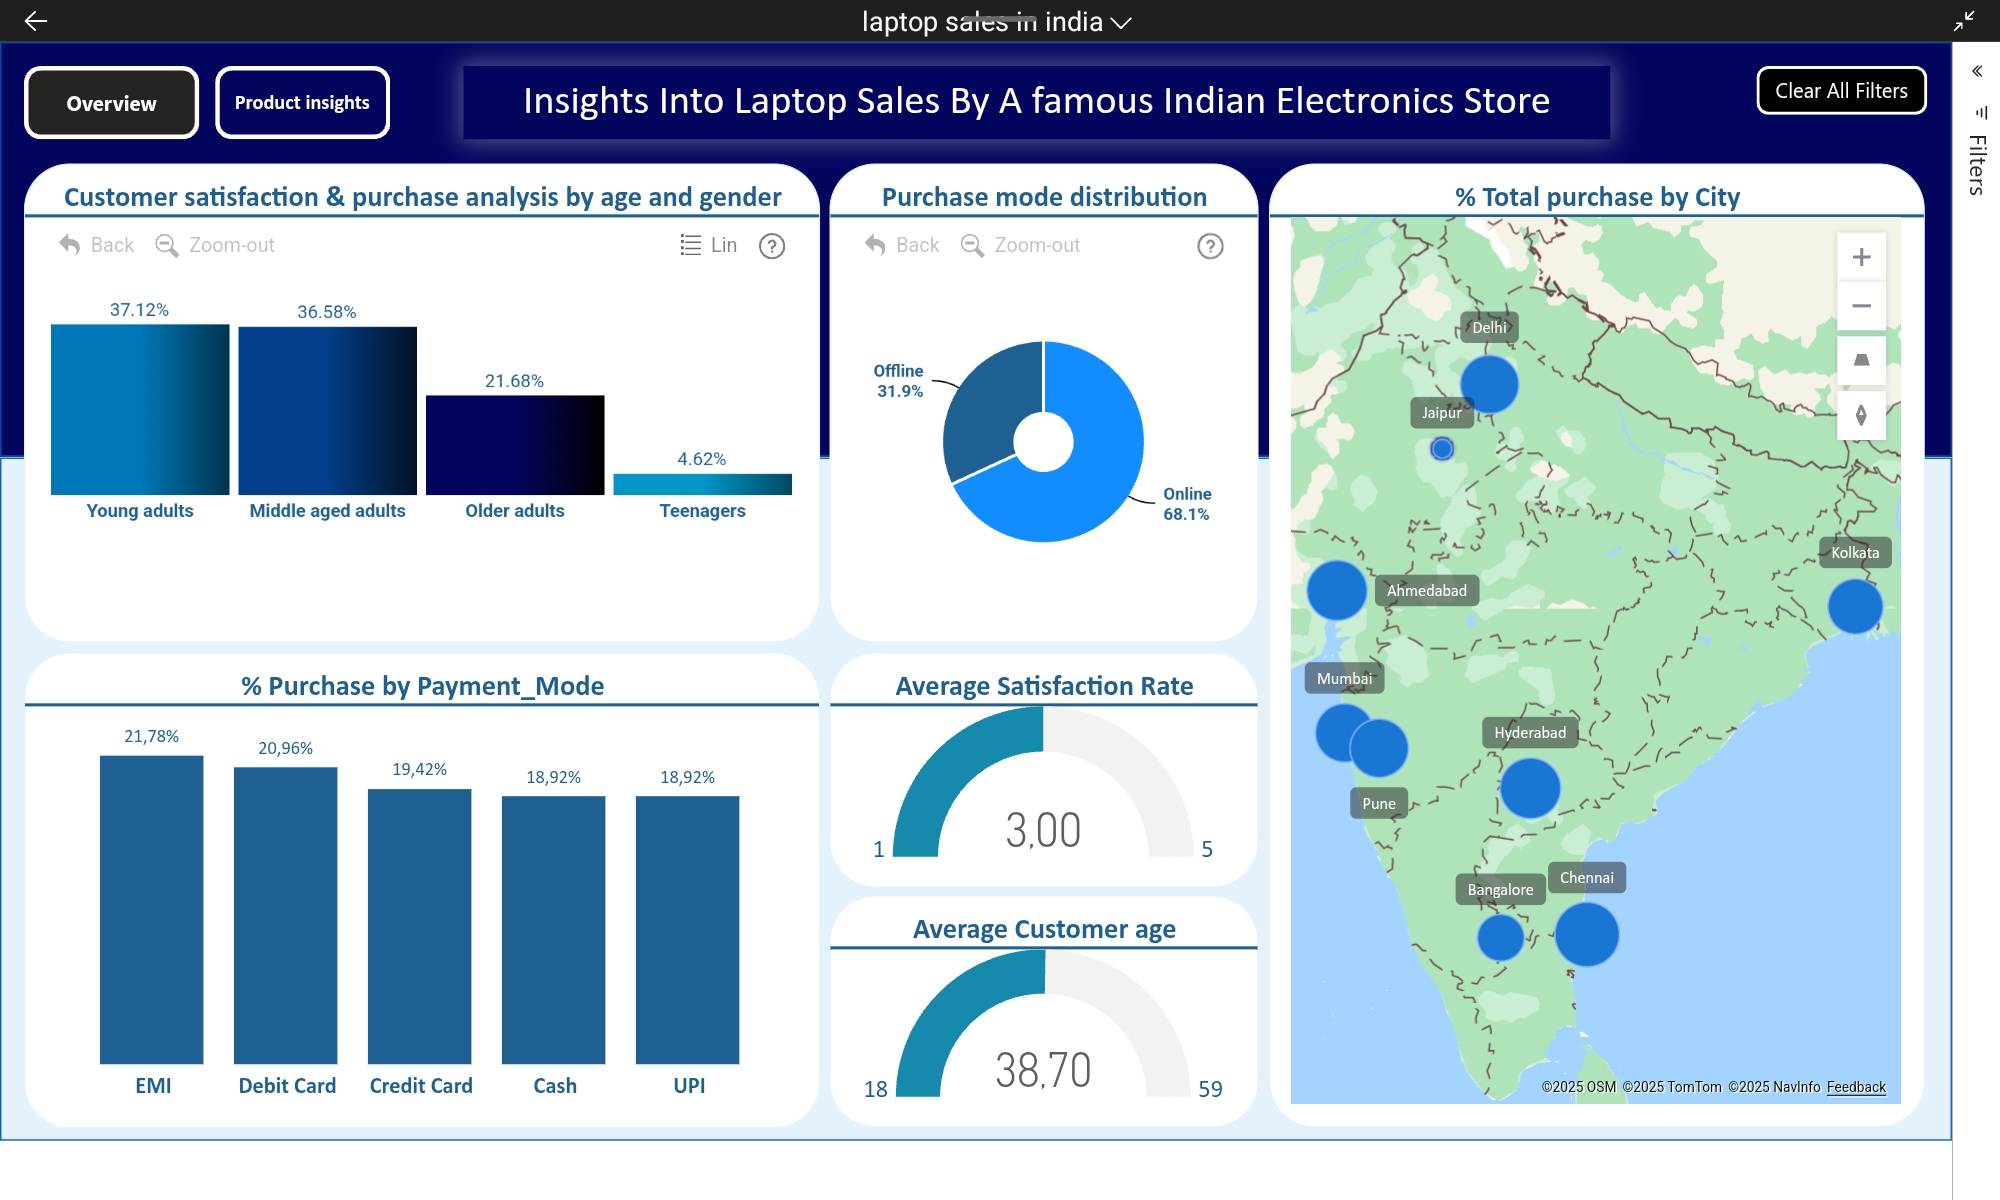 laptop sales in india
Overview
Product insights
Insights Into Laptop Sales By A famous Indian Electronics Store
Clear All Filters
Filters
Customer satisfaction & purchase analysis by age and gender
Back
Zoom-out
Lin
?
37.12%
36.58%
21.68%
4.62%
Young adults
Middle aged adults
Older adults
Teenagers
Purchase mode distribution
Back
Zoom-out
?
Offline
31.9%
Online
68.1%
% Total purchase by City
Delhi
Jaipur
Kolkata
Ahmedabad
Mumbai
Hyderabad
Pune
Chennai
Bangalore
©2025 OSM ©2025 TomTom ©2025 NavInfo Feedback
% Purchase by Payment_Mode
21,78%
20,96%
19,42%
18,92%
18,92%
EMI
Debit Card
Credit Card
Cash
UPI
Average Satisfaction Rate
3,00
1
5
Average Customer age
38,70
18
59